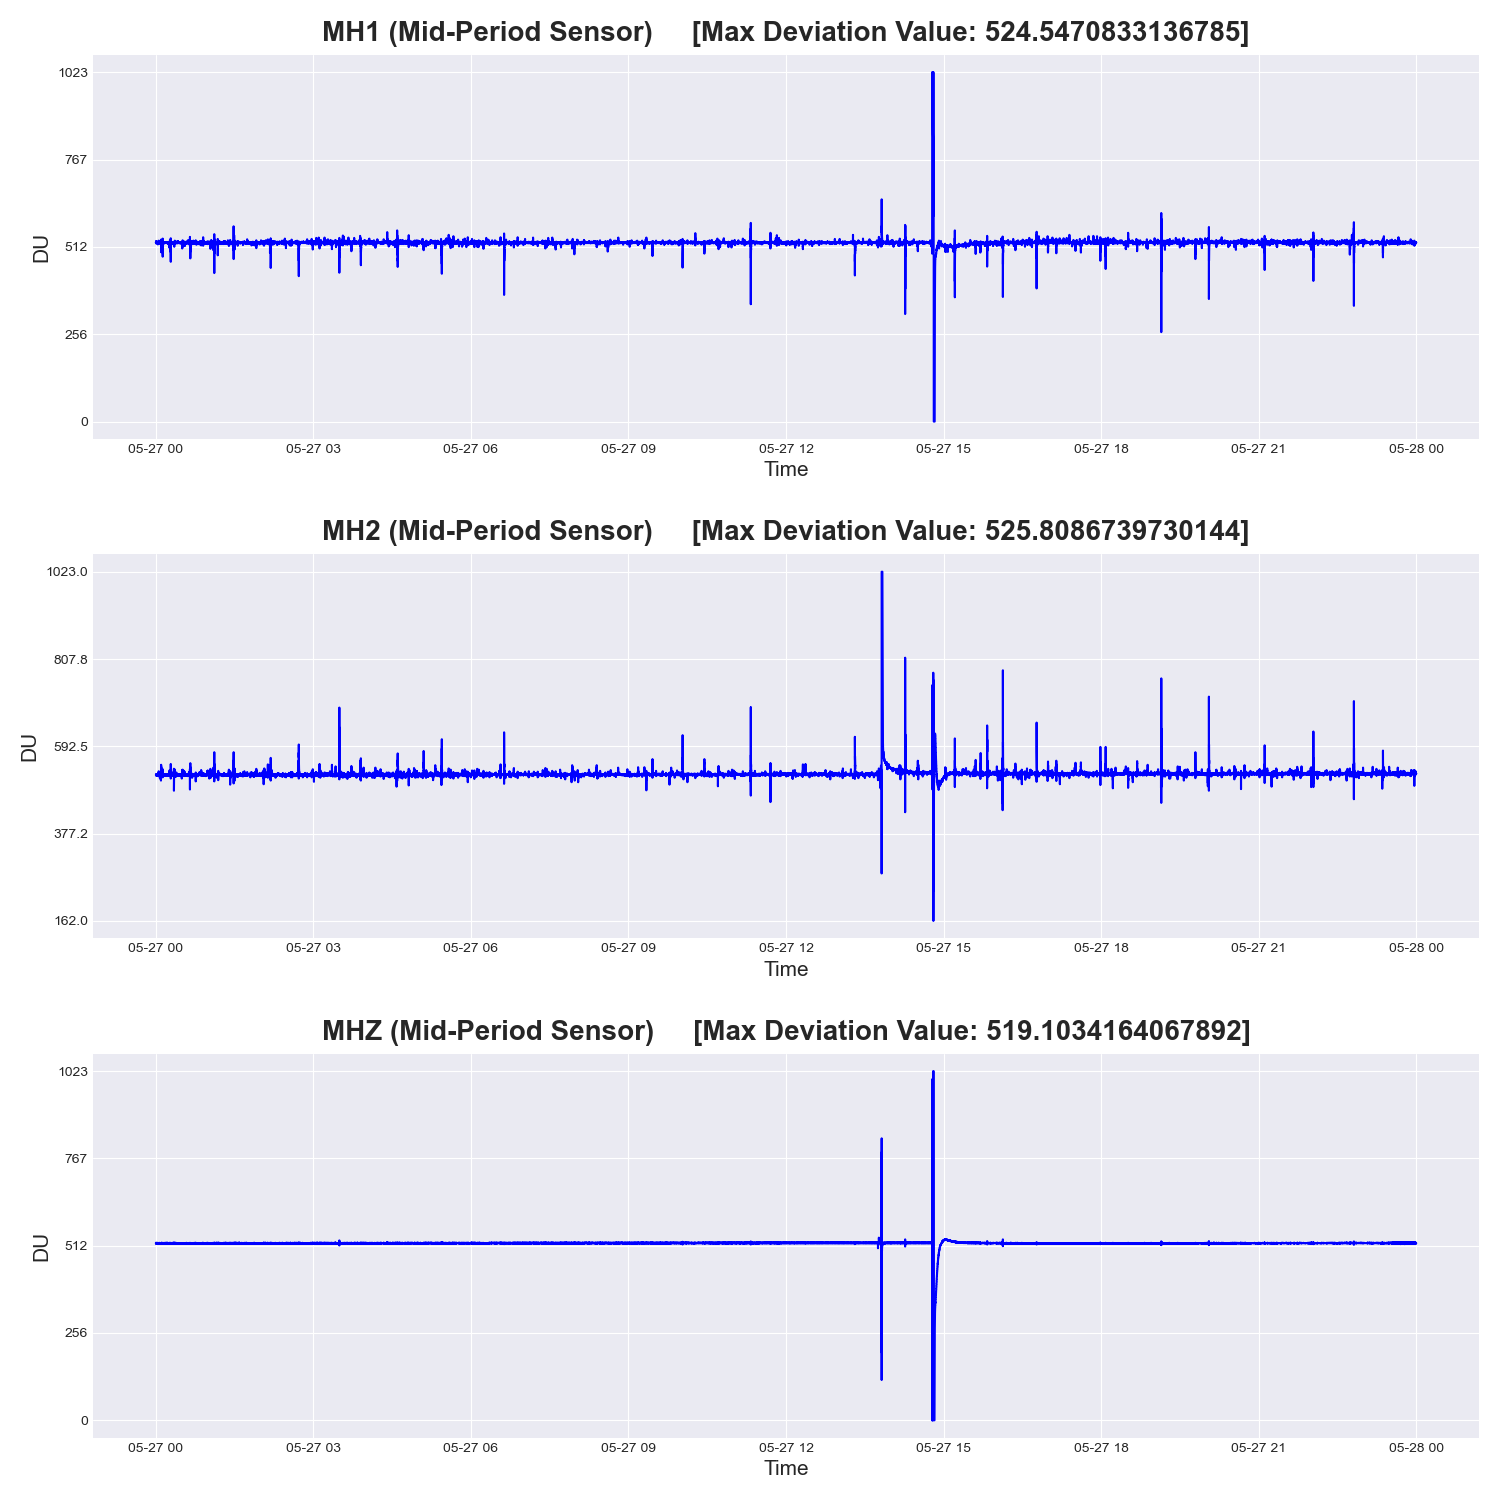 MH1 (Mid-Period Sensor) [Max Deviation Value: 524.5470833136785]
1023
767
512
256
0
DU
05-27 00 05-27 03 05-27 06 05-27 09 05-27 12 05-27 15 05-27 18 05-27 21 05-28 00
Time
MH2 (Mid-Period Sensor) [Max Deviation Value: 525.8086739730144]
1023.0
807.8
592.5
377.2
162.0
DU
05-27 00 05-27 03 05-27 06 05-27 09 05-27 12 05-27 15 05-27 18 05-27 21 05-28 00
Time
MHZ (Mid-Period Sensor) [Max Deviation Value: 519.1034164067892]
1023
767
512
256
0
DU
05-27 00 05-27 03 05-27 06 05-27 09 05-27 12 05-27 15 05-27 18 05-27 21 05-28 00
Time